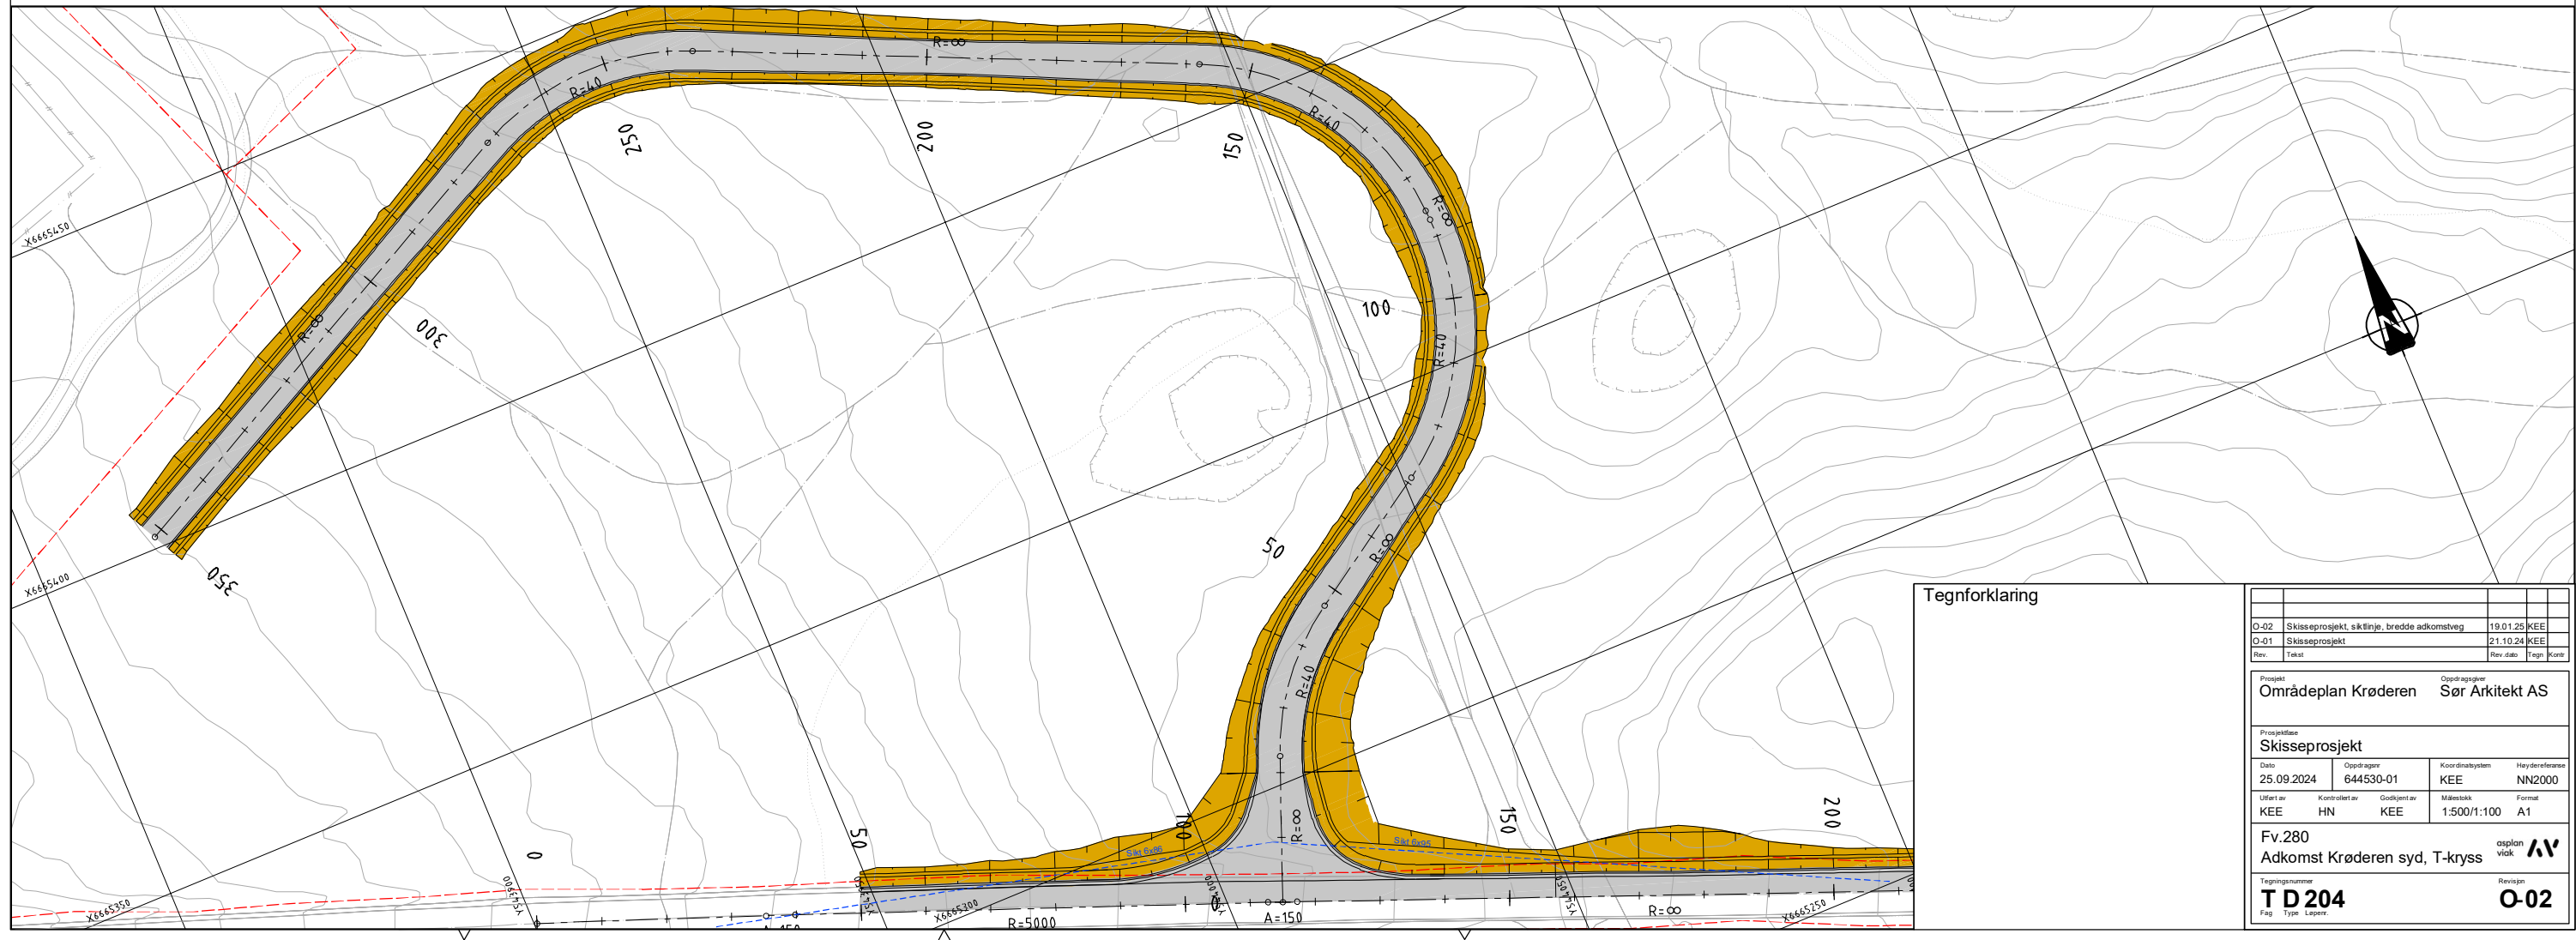 R=∞
R=40
R=40
250
200
150
X6665450
R=∞
R=∞
300
100
R=40
N
350
X6665400
50
R=∞
R=40
R=∞
0
50
100
150
200
Sikt 6x86
Sikt 6x95
X6665350
X6665300
X6665250
0
R=5000
A=150
R=∞
Tegnforklaring
O-02 Skisseprosjekt, siktlinje, bredde adkomstveg 19.01.25 KEE
O-01 Skisseprosjekt 21.10.24 KEE
Rev. Tekst Rev.dato Tegn Kontr
Prosjekt Oppdragsgiver
Områdeplan Krøderen Sør Arkitekt AS
Prosjektfase
Skisseprosjekt
Dato Oppdragsnr Koordinatsystem Høydereferanse
25.09.2024 644530-01 KEE NN2000
Utført av Kontrollert av Godkjent av Målestokk Format
KEE HN KEE 1:500/1:100 A1
Fv.280
Adkomst Krøderen syd, T-kryss
asplan
viak
Tegningsnummer Revisjon
T D 204 O-02
Fag Type Løpenr.